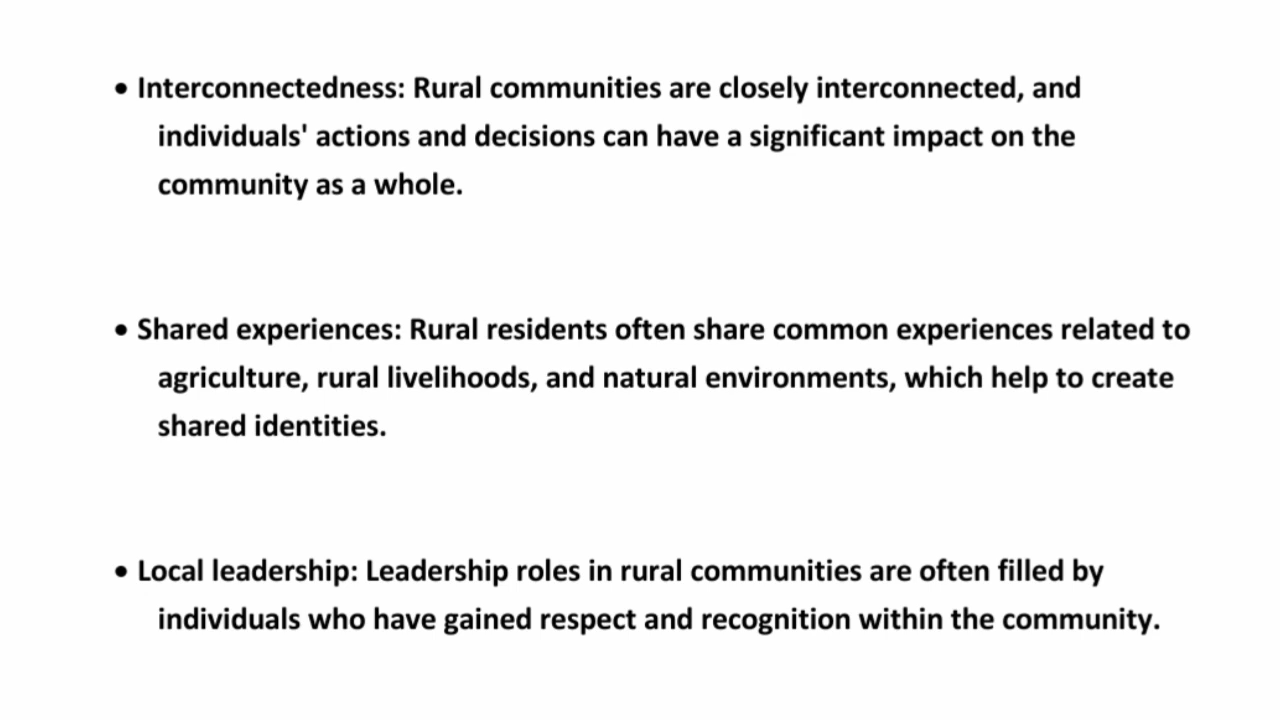 • Interconnectedness: Rural communities are closely interconnected, and
individuals' actions and decisions can have a significant impact on the
community as a whole.
• Shared experiences: Rural residents often share common experiences related to
agriculture, rural livelihoods, and natural environments, which help to create
shared identities.
• Local leadership: Leadership roles in rural communities are often filled by
individuals who have gained respect and recognition within the community.